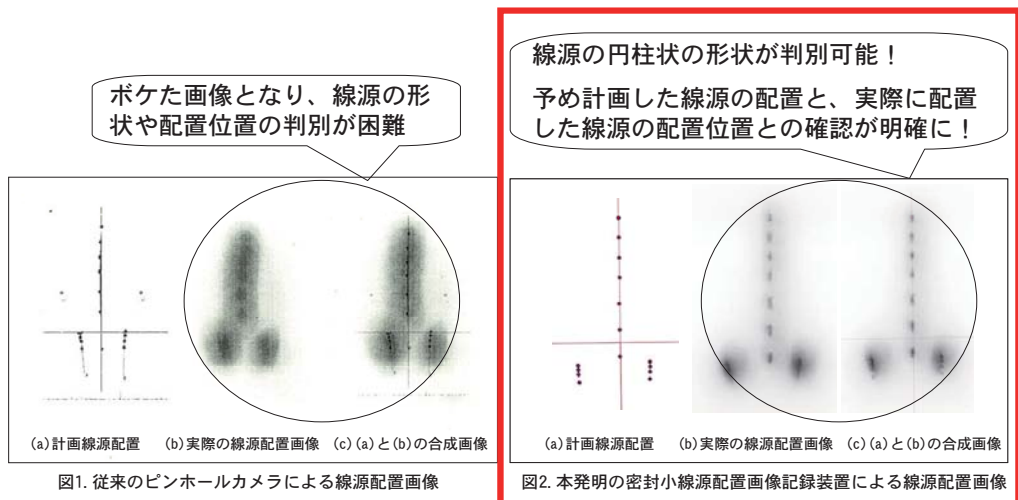 ボケた画像となり、線源の形
状や配置位置の判別が困難
(a)計画線源配置
(b)実際の線源配置画像
(c)(a)と(b)の合成画像
図1. 従来のピンホールカメラによる線源配置画像
線源の円柱状の形状が判別可能！
予め計画した線源の配置と、実際に配置
した線源の配置位置との確認が明確に！
(a)計画線源配置
(b)実際の線源配置画像
(c)(a)と(b)の合成画像
図2. 本発明の密封小線源配置画像記録装置による線源配置画像